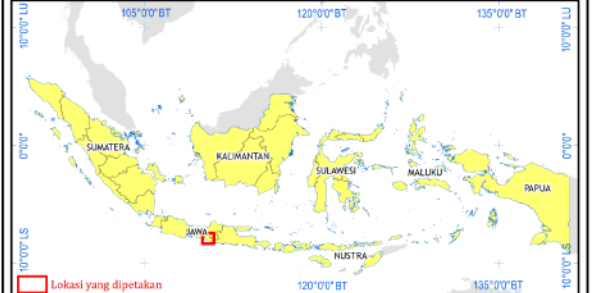 105°0'0" BT 120°0'0" BT 135°0'0" BT
10°0'0" LU 10°0'0" LU
0°0'0" 0°0'0"
SUMATERA
KALIMANTAN
SULAWESI
MALUKU
PAPUA
JAWA
NUSTRA
10°0'0" LS 10°0'0" LS
Lokasi yang dipetakan
120°0'0" BT 135°0'0" BT